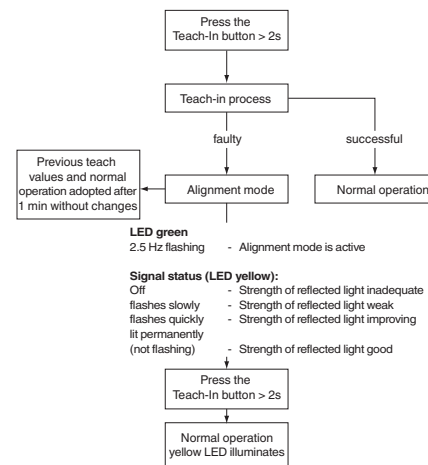 Press the
Teach-In button > 2s
Teach-in process
faulty
successful
Previous teach
values and normal
operation adopted after
1 min without changes
Alignment mode
Normal operation
LED green
2.5 Hz flashing - Alignment mode is active
Signal status (LED yellow):
Off - Strength of reflected light inadequate
flashes slowly - Strength of reflected light weak
flashes quickly - Strength of reflected light improving
lit permanently
(not flashing) - Strength of reflected light good
Press the
Teach-In button > 2s
Normal operation
yellow LED illuminates